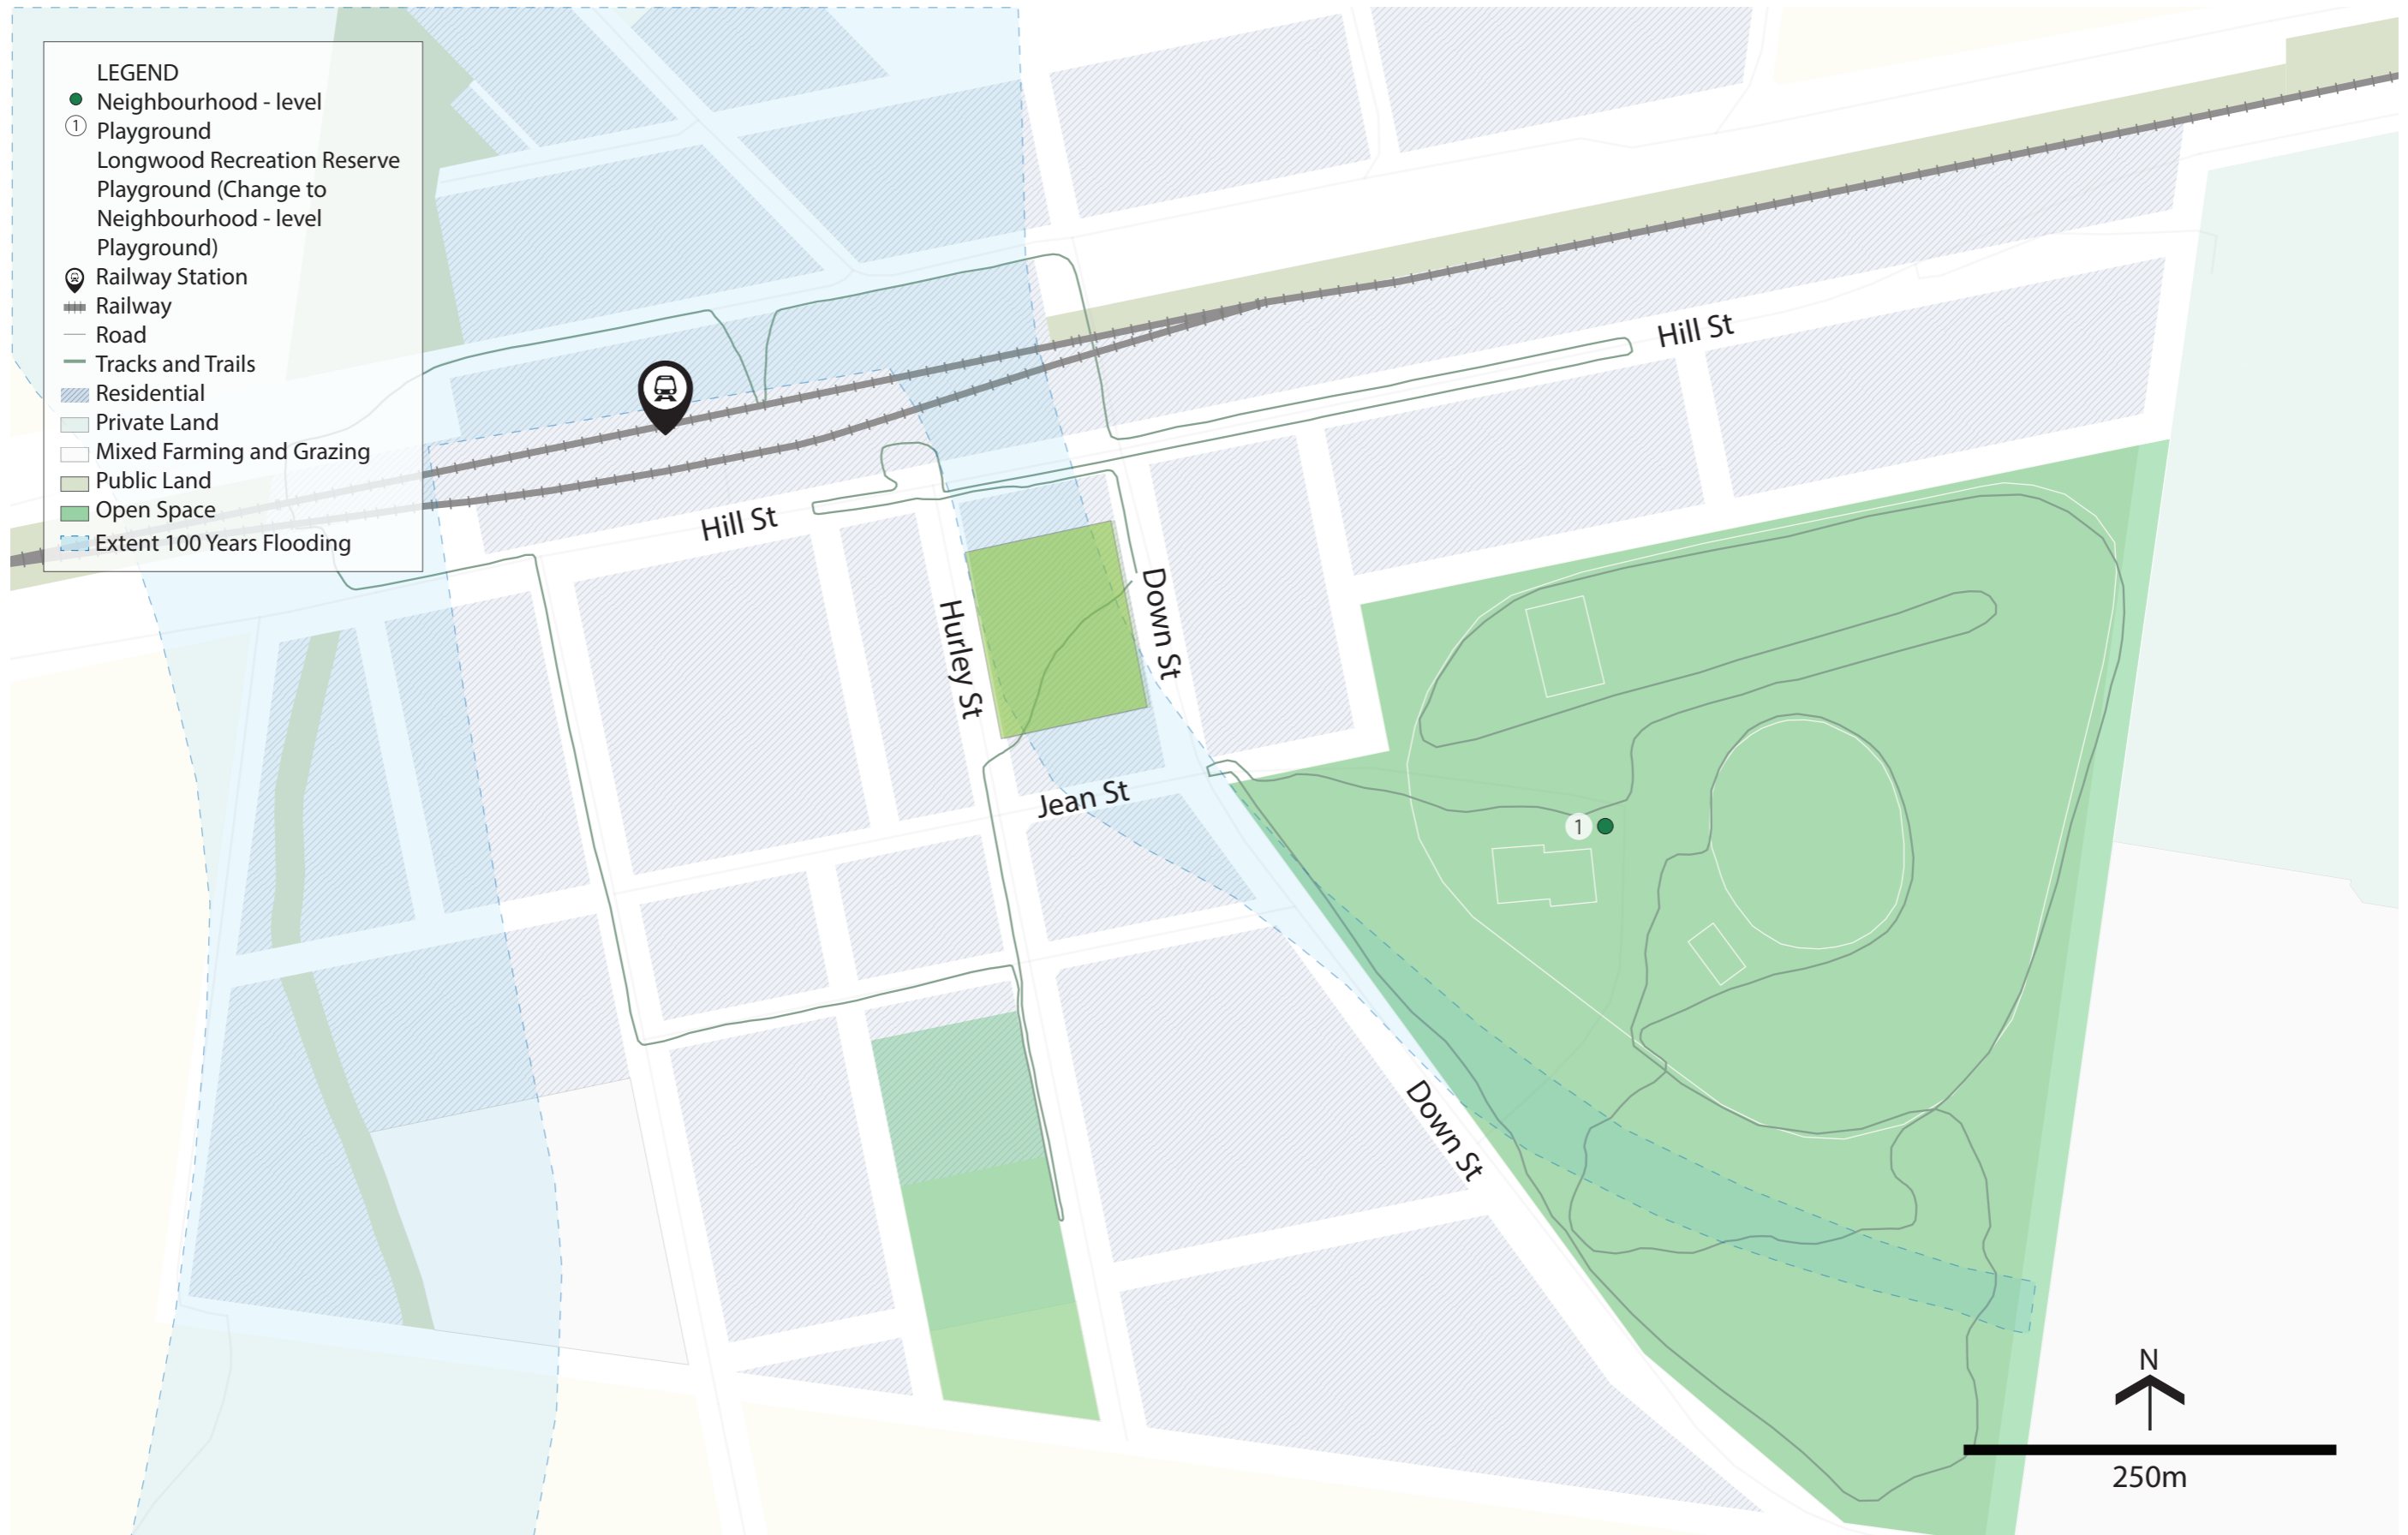 LEGEND
Neighbourhood - level
1 Playground
Longwood Recreation Reserve
Playground (Change to
Neighbourhood - level
Playground)
Railway Station
Railway
Road
Tracks and Trails
Residential
Private Land
Mixed Farming and Grazing
Public Land
Open Space
Extent 100 Years Flooding
Hill St
Hill St
Hurley St
Down St
Jean St
1
Down St
N
250m